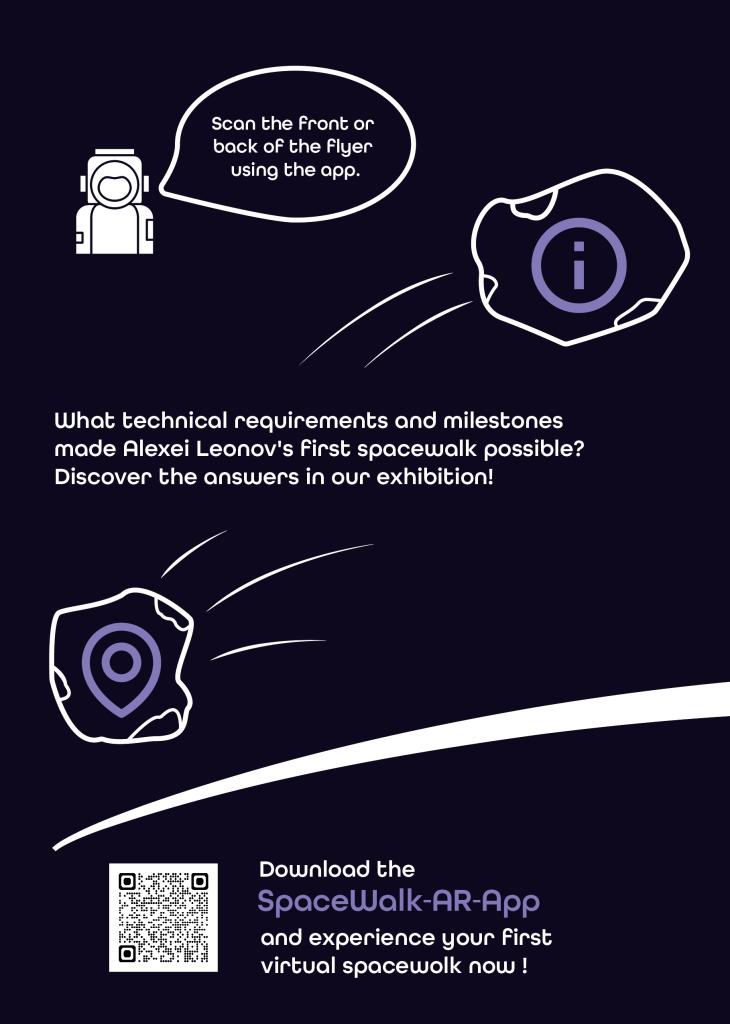 Scan the front or
back of the flyer
using the app.
i
What technical requirements and milestones
made Alexei Leonov's first spacewalk possible?
Discover the answers in our exhibition!
Download the
SpaceWalk-AR-App
and experience your first
virtual spacewolk now !